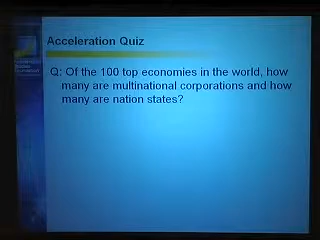 Acceleration Quiz
Q: Of the 100 top economies in the world, how
many are multinational corporations and how
many are nation states?